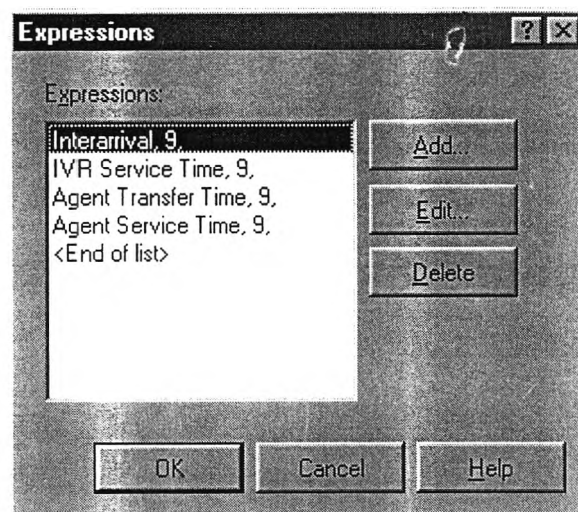 Expressions
Expressions:
Interarrival, 9,
IVR Service Time, 9,
Agent Transfer Time, 9,
Agent Service Time, 9,
<End of list>
Add...
Edit...
Delete
OK
Cancel
Help